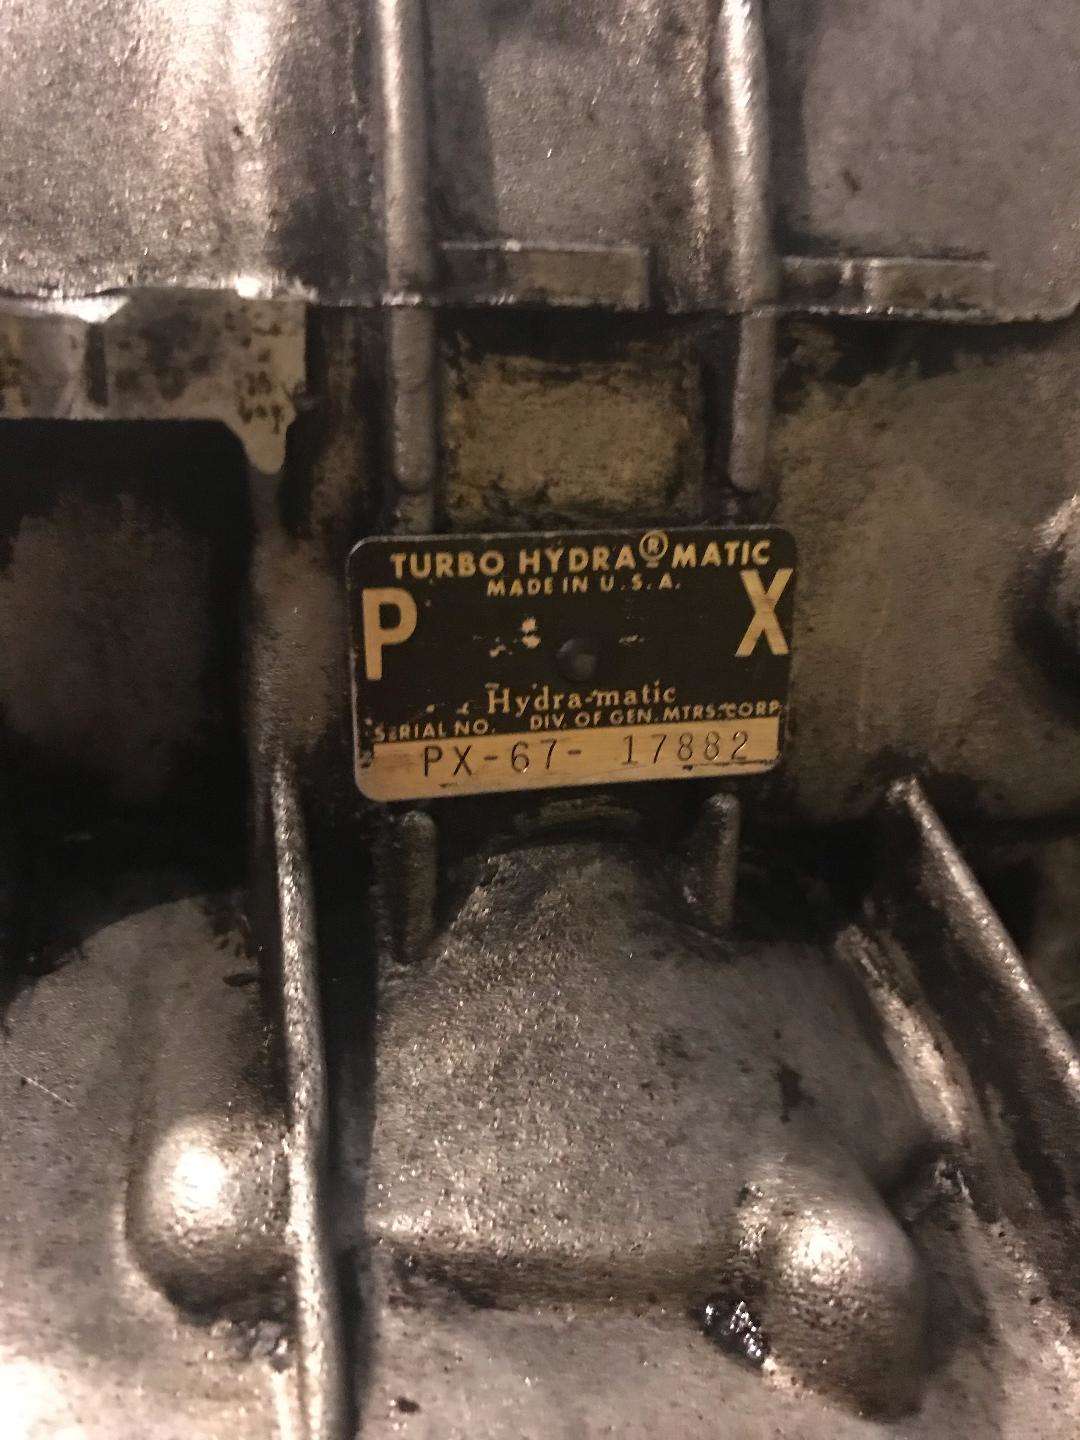 TURBO HYDRA®MATIC
MADE IN U.S.A.
P X
Hydra-matic
SERIAL NO. DIV. OF GEN. MTRS. CORP.
PX-67- 17882